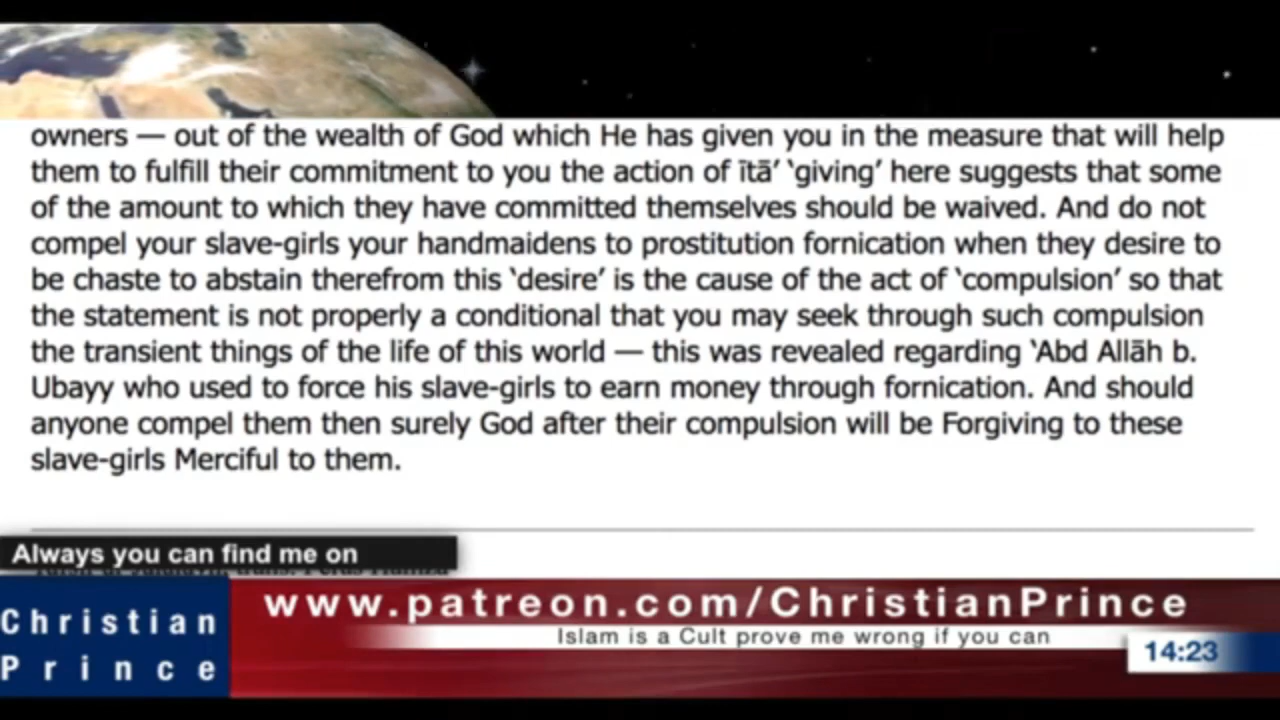 owners — out of the wealth of God which He has given you in the measure that will help
them to fulfill their commitment to you the action of ītā’ ‘giving’ here suggests that some
of the amount to which they have committed themselves should be waived. And do not
compel your slave-girls your handmaidens to prostitution fornication when they desire to
be chaste to abstain therefrom this ‘desire’ is the cause of the act of ‘compulsion’ so that
the statement is not properly a conditional that you may seek through such compulsion
the transient things of the life of this world — this was revealed regarding ‘Abd Allāh b.
Ubayy who used to force his slave-girls to earn money through fornication. And should
anyone compel them then surely God after their compulsion will be Forgiving to these
slave-girls Merciful to them.
Always you can find me on
Christian
Prince
www.patreon.com/ChristianPrince
Islam is a Cult prove me wrong if you can
14:23